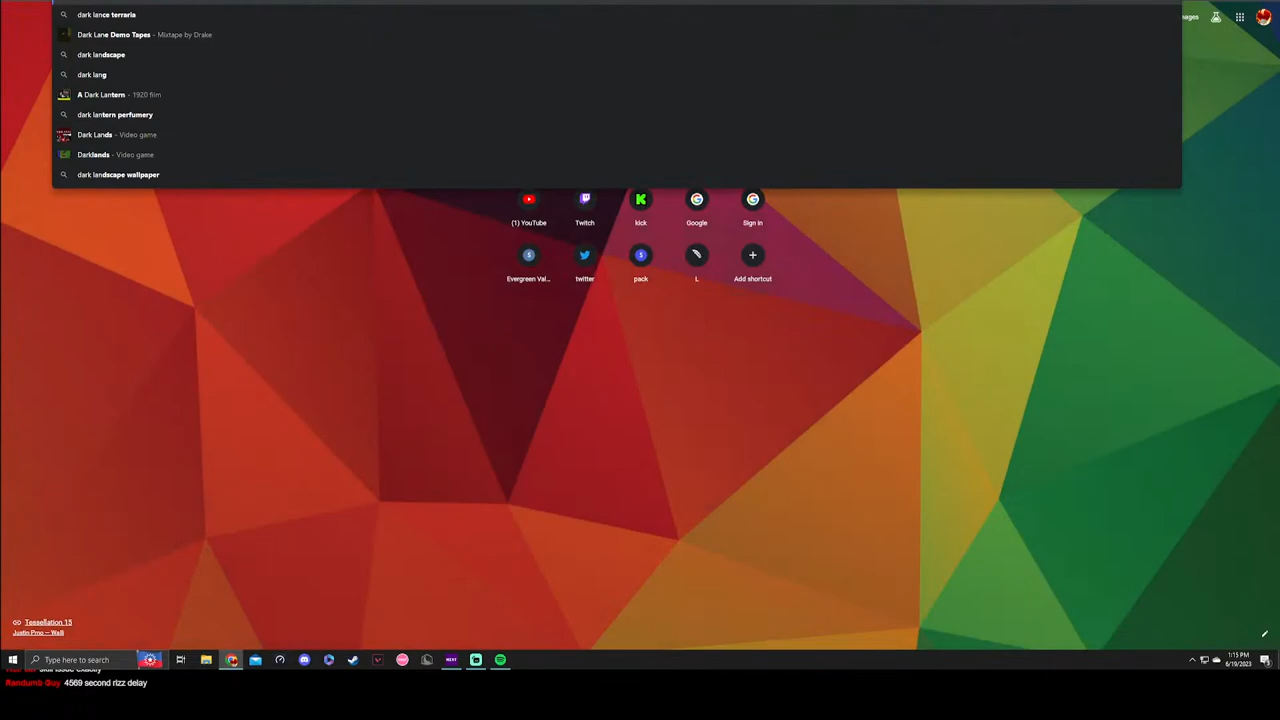 dark lance terraria
Dark Lane Demo Tapes – Mixtape by Drake
dark landscape
dark lang
A Dark Lantern – 1920 film
dark lantern perfumery
Dark Lands – Video game
Darklands – Video game
dark landscape wallpaper
(1) YouTube
Twitch
kick
Google
Sign in
Evergreen Val...
twitter
pack
L
Add shortcut
Tessellation 15
Type here to search
1:15 PM
6/19/2023
Randumb Guy 4569 second rizz delay